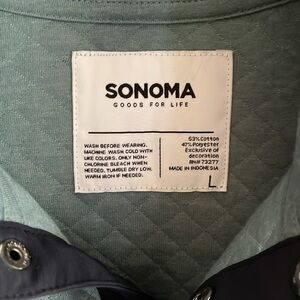 SONOMA
GOODS FOR LIFE
WASH BEFORE WEARING.
MACHINE WASH COLD WITH
LIKE COLORS. ONLY NON-
CHLORINE BLEACH WHEN
NEEDED. TUMBLE DRY LOW.
WARM IRON IF NEEDED.
53% Cotton
47% Polyester
Exclusive of
decoration
RN# 73277
MADE IN INDONESIA
L